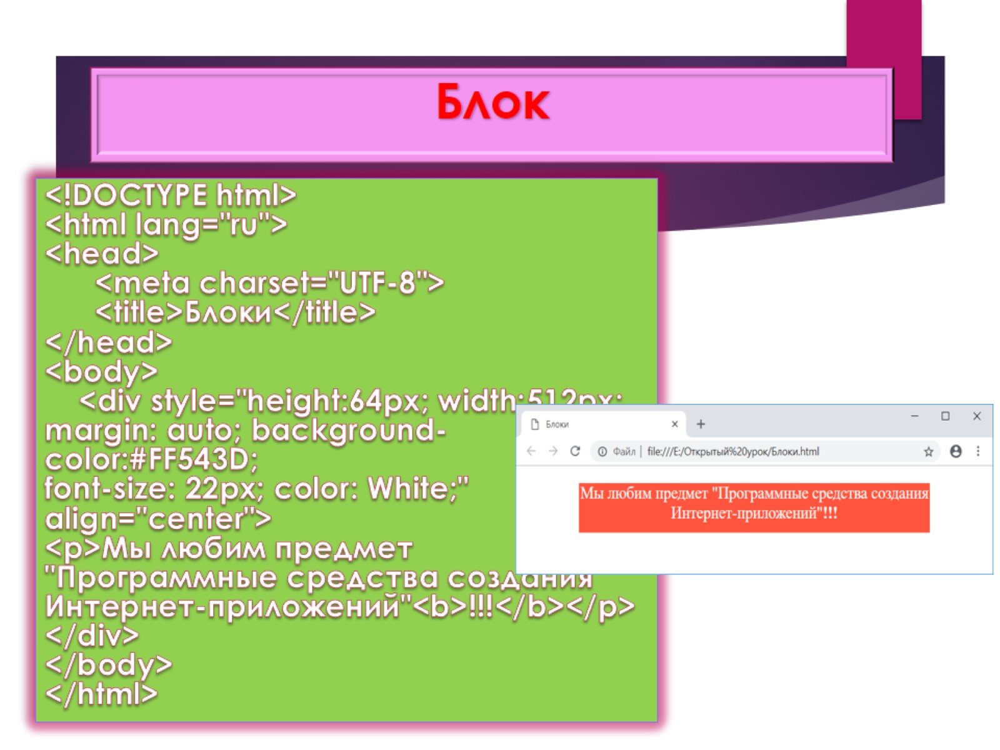 Блок
<!DOCTYPE html>
<html lang="ru">
<head>
<meta charset="UTF-8">
<title>Блоки</title>
</head>
<body>
<div style="height:64px; width:512px;
margin: auto; background-
color:#FF543D;
font-size: 22px; color: White;"
align="center">
<p>Мы любим предмет
"Программные средства создания
Интернет-приложений"<b>!!!</b></p>
</div>
</body>
</html>
Блоки
Файл | file:///E:/Открытый%20урок/Блоки.html
Мы любим предмет "Программные средства создания
Интернет-приложений"!!!